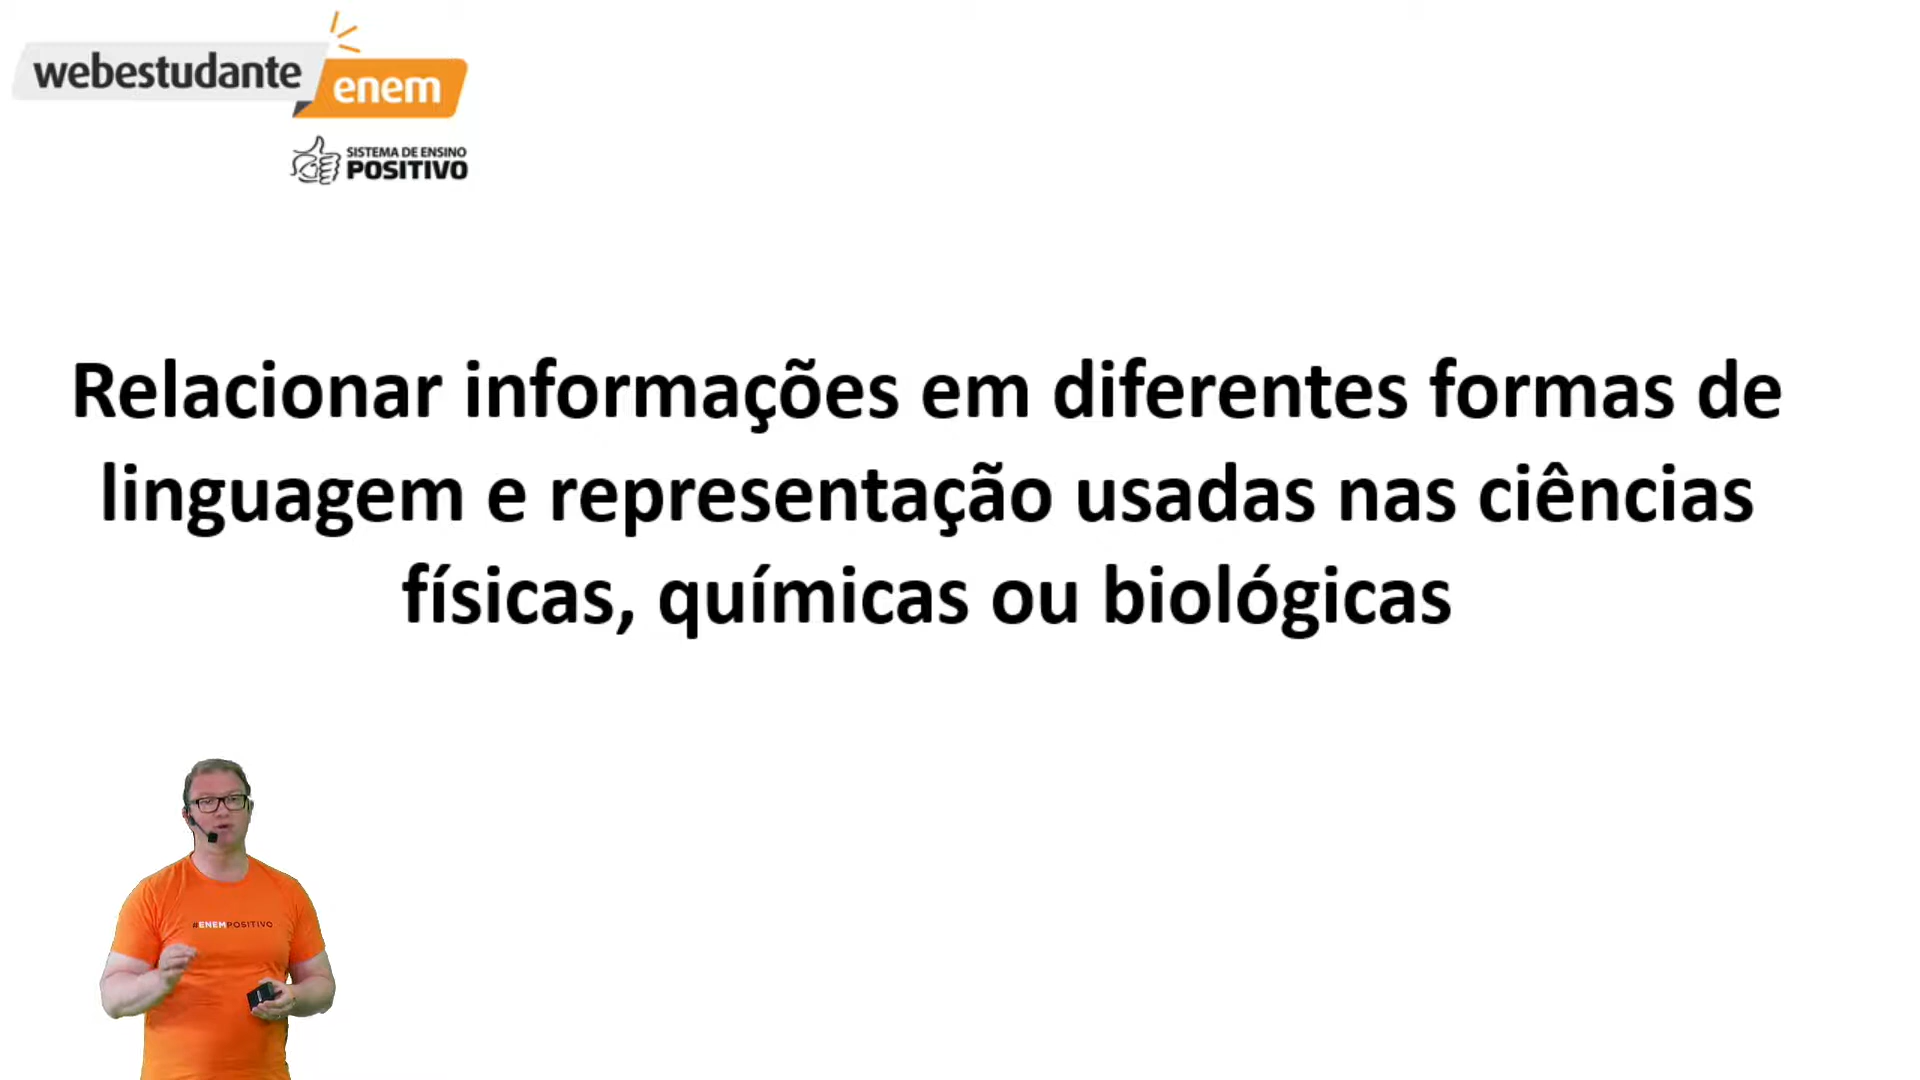 webestudante
enem
SISTEMA DE ENSINO
POSITIVO
Relacionar informações em diferentes formas de
linguagem e representação usadas nas ciências
físicas, químicas ou biológicas
#ENEMPOSITIVO